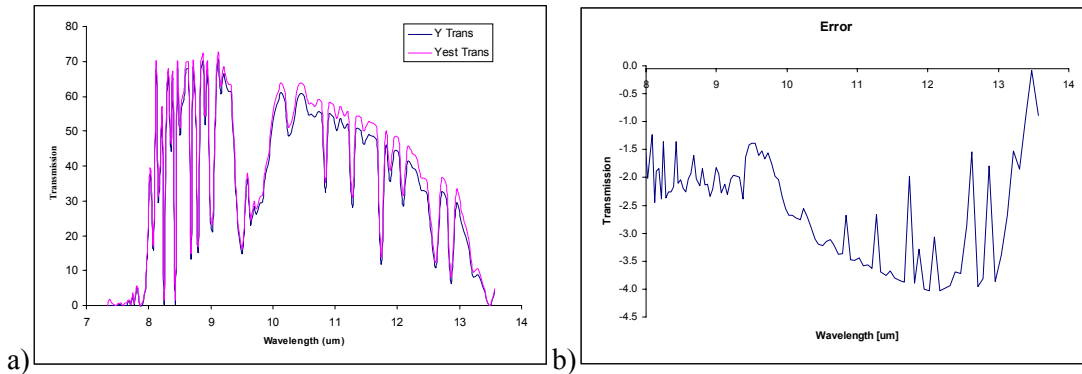 a)
80
70
60
50
40
30
20
10
0
Transmission
Y Trans
Yest Trans
7 8 9 10 11 12 13 14
Wavelength (um)
b)
Error
0.0
-0.5
-1.0
-1.5
-2.0
-2.5
-3.0
-3.5
-4.0
-4.5
8 9 10 11 12 13 14
Transmission
Wavelength [um]